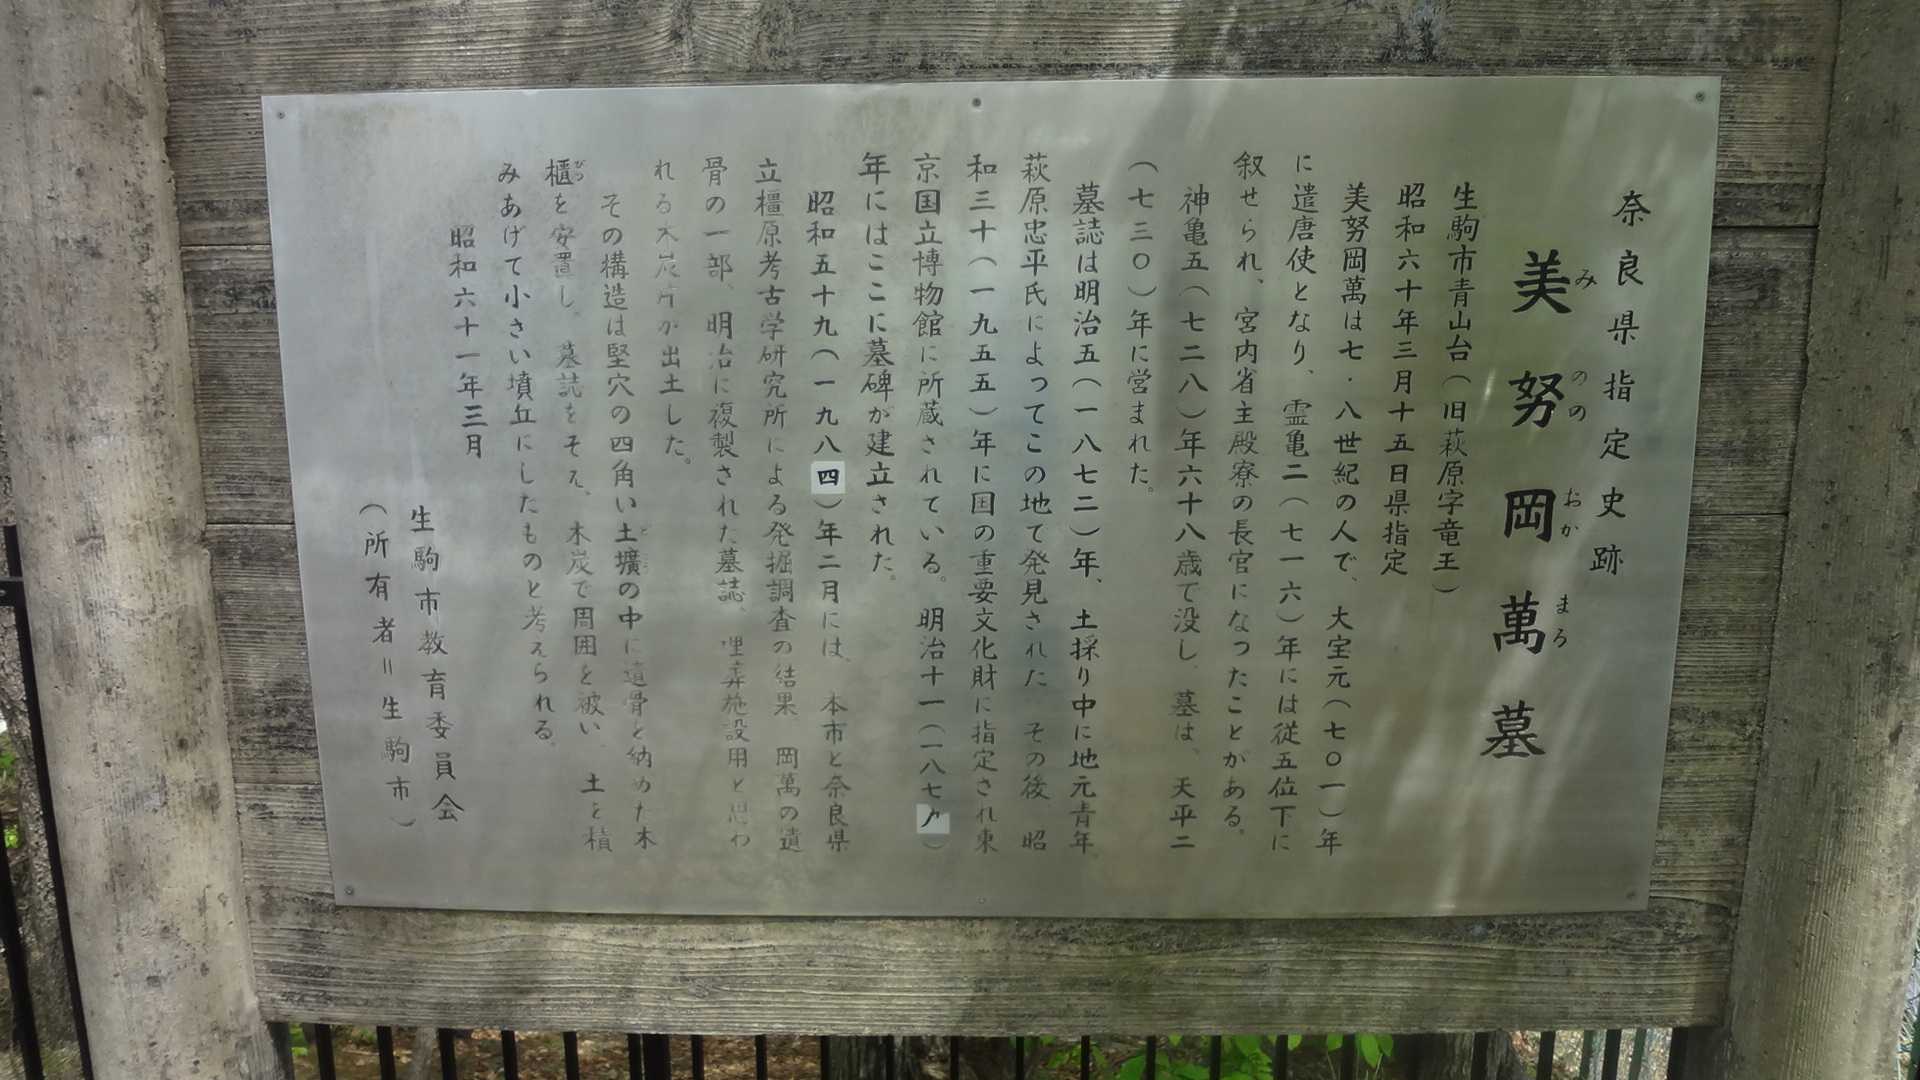 奈良県指定史跡
美努岡萬墓
み のの おか まろ
生駒市青山台（旧萩原字竜王）
昭和六十年三月十五日県指定
美努岡萬は七・八世紀の人で、大宝元（七〇一）年
に遣唐使となり、霊亀二（七一六）年には従五位下に
叙せられ、宮内省主殿寮の長官になったことがある。
神亀五（七二八）年六十八歳で没し、墓は、天平二
（七三〇）年に営まれた。
墓誌は明治五（一八七二）年、土採り中に地元青年
萩原忠平氏によってこの地で発見された その後 昭
和三十（一九五五）年に国の重要文化財に指定され東
京国立博物館に所蔵されている。明治十一（一八七 ）
年にはここに墓碑が建立された。
昭和五十九（一九八四）年二月には、本市と奈良県
立橿原考古学研究所による発掘調査の結果 岡萬の遺
骨の一部、明治に複製された墓誌、埋葬施設用と思わ
れる木炭片が出土した。
その構造は堅穴の四角い土壙の中に遺骨を納めた木
櫃を安置し。墓誌をそえ、木炭で周囲を被い、土を積
びつ
みあげて小さい墳丘にしたものと考えられる。
昭和六十一年三月
生駒市教育委員会
（所有者＝生駒市）